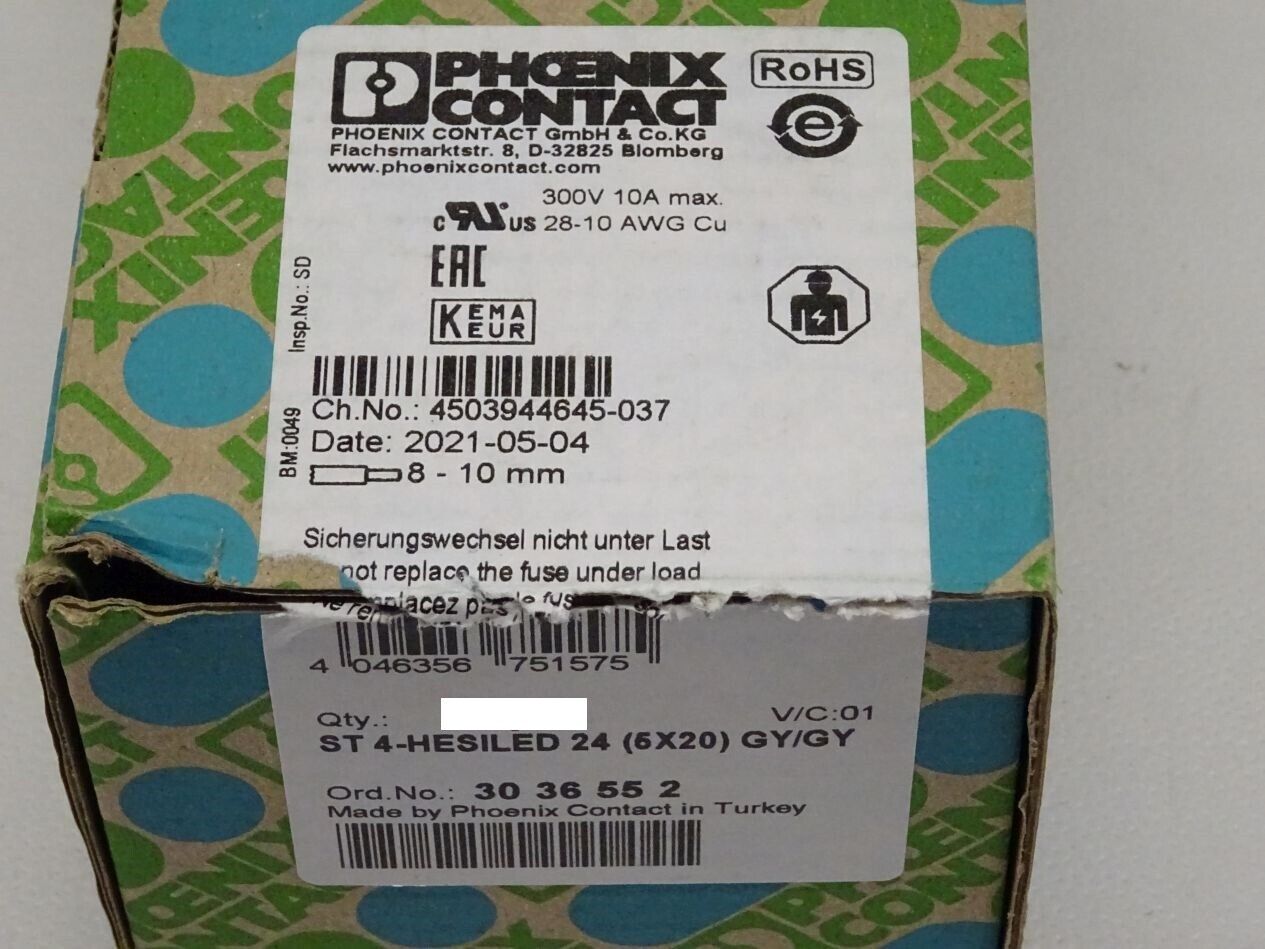 PHOENIX
CONTACT
RoHS
e
PHOENIX CONTACT GmbH & Co.KG
Flachsmarktstr. 8, D-32825 Blomberg
www.phoenixcontact.com
300V 10A max.
c US 28-10 AWG Cu
EAC
KEMA
KEUR
Insp.No.: SD
BM:0049
Ch.No.: 4503944645-037
Date: 2021-05-04
8 - 10 mm
Sicherungswechsel nicht unter Last
not replace the fuse under load
4 046356 751575
Qty.:
V/C:01
ST 4-HESILED 24 (5X20) GY/GY
Ord.No.: 30 36 55 2
Made by Phoenix Contact in Turkey